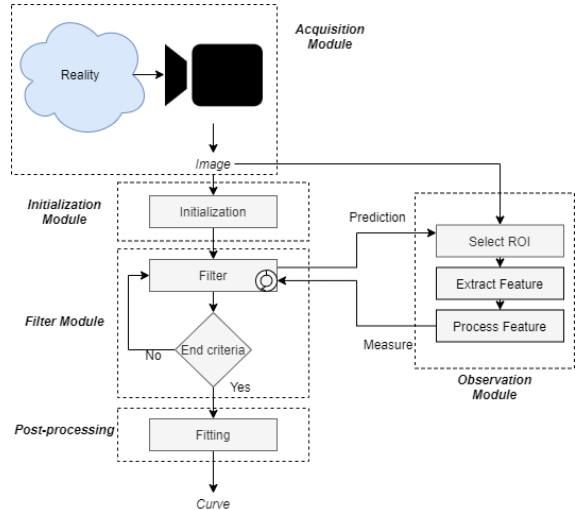 Acquisition
Module
Reality
Image
Initialization
Module
Initialization
Prediction
Select ROI
Filter
Extract Feature
Filter Module
Process Feature
End criteria
Measure
No
Yes
Observation
Module
Post-processing
Fitting
Curve